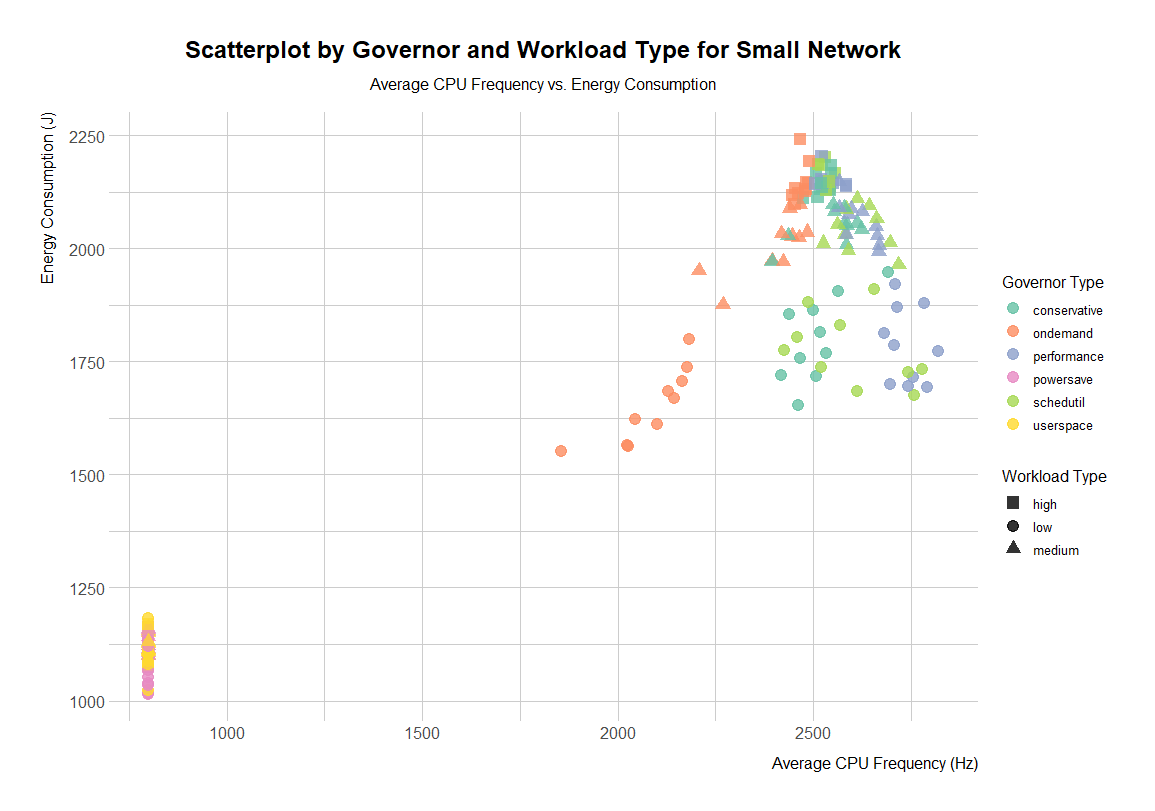 Scatterplot by Governor and Workload Type for Small Network
Average CPU Frequency vs. Energy Consumption
Energy Consumption (J)
2250
2000
1750
1500
1250
1000
1000
1500
2000
2500
Average CPU Frequency (Hz)
Governor Type
conservative
ondemand
performance
powersave
schedutil
userspace
Workload Type
high
low
medium